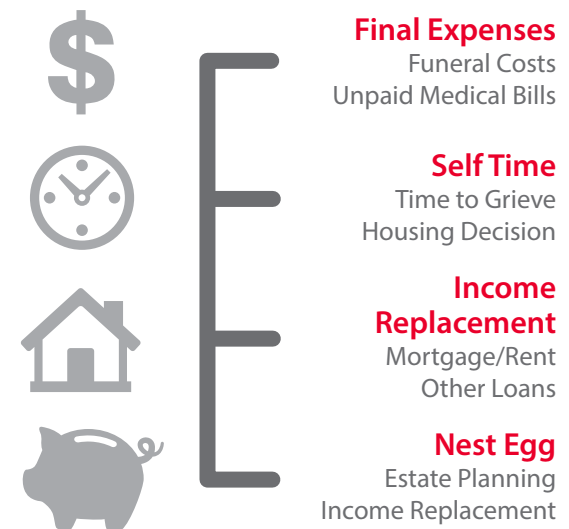 $
Final Expenses
Funeral Costs
Unpaid Medical Bills
Self Time
Time to Grieve
Housing Decision
Income
Replacement
Mortgage/Rent
Other Loans
Nest Egg
Estate Planning
Income Replacement